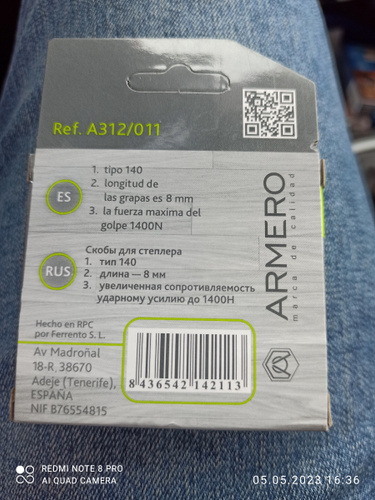 Ref. A312/011
ES
1. tipo 140
2. longitud de
las grapas es 8 mm
3. la fuerza maxima del
golpe 1400N
RUS
Скобы для степлера
1. тип 140
2. длина — 8 мм
3. увеличенная сопротивляемость
ударному усилию до 1400Н
ARMERO
marca de calidad
Hecho en RPC
por Ferrento S. L.
Av Madroñal
18-R, 38670
Adeje (Tenerife),
ESPAÑA
NIF B76554815
8 436542 142113
REDMI NOTE 8 PRO
AI QUAD CAMERA
05.05.2023 16:36